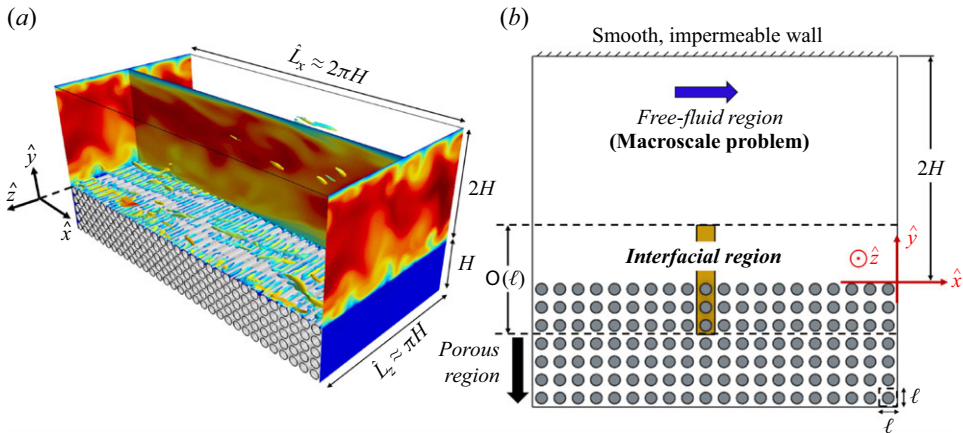 (a)
L̂x ≈ 2πH
ŷ
ẑ
x̂
2H
H
L̂z ≈ πH
(b)
Smooth, impermeable wall
Free-fluid region
(Macroscale problem)
2H
Interfacial region
O(ℓ)
ŷ
ẑ
x̂
Porous
region
ℓ
ℓ